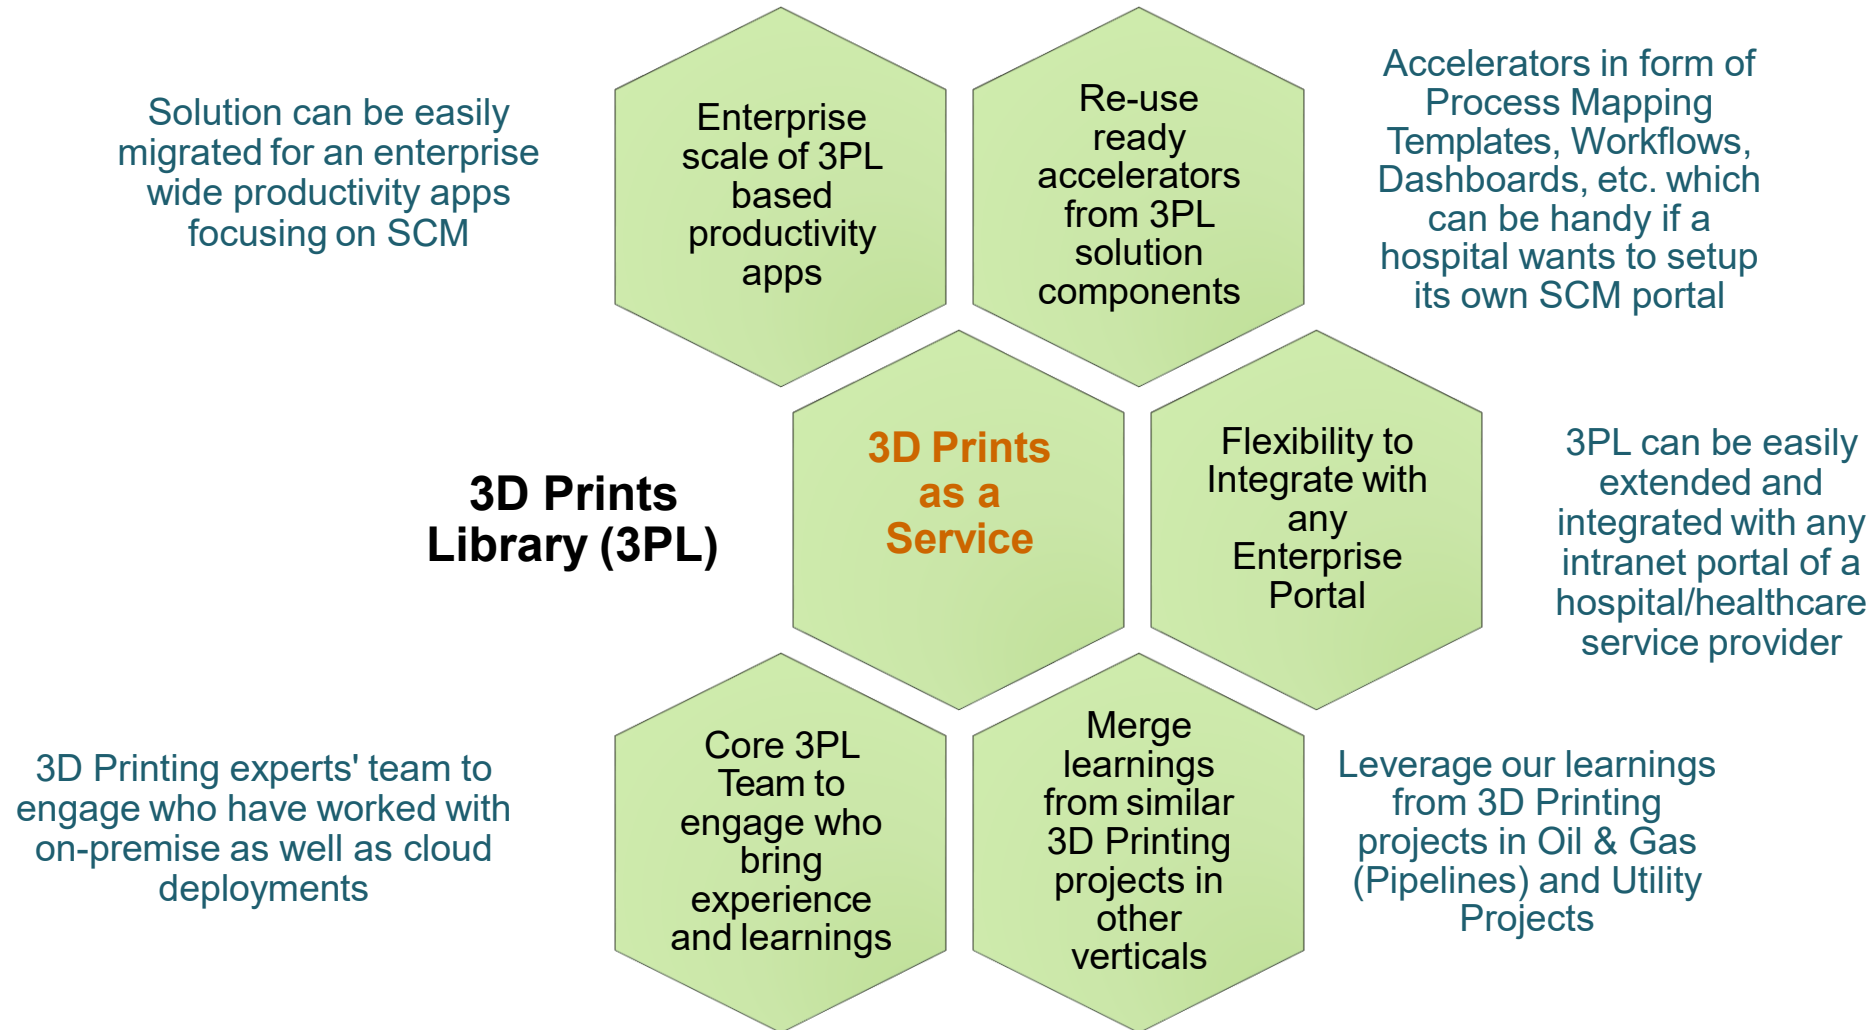 Solution can be easily
migrated for an enterprise
wide productivity apps
focusing on SCM
Enterprise
scale of 3PL
based
productivity
apps
Re-use
ready
accelerators
from 3PL
solution
components
Accelerators in form of
Process Mapping
Templates, Workflows,
Dashboards, etc. which
can be handy if a
hospital wants to setup
its own SCM portal
3D Prints
Library (3PL)
3D Prints
as a
Service
Flexibility to
Integrate with
any
Enterprise
Portal
3PL can be easily
extended and
integrated with any
intranet portal of a
hospital/healthcare
service provider
3D Printing experts' team to
engage who have worked with
on-premise as well as cloud
deployments
Core 3PL
Team to
engage who
bring
experience
and learnings
Merge
learnings
from similar
3D Printing
projects in
other
verticals
Leverage our learnings
from 3D Printing
projects in Oil & Gas
(Pipelines) and Utility
Projects